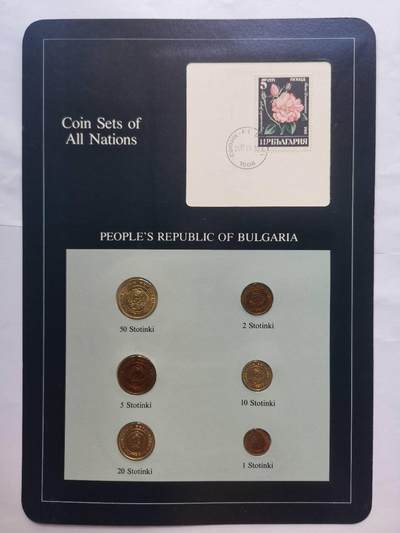 Coin Sets of
All Nations
5
НР БЪЛГАРИЯ
PEOPLE'S REPUBLIC OF BULGARIA
50 Stotinki
2 Stotinki
5 Stotinki
10 Stotinki
20 Stotinki
1 Stotinki